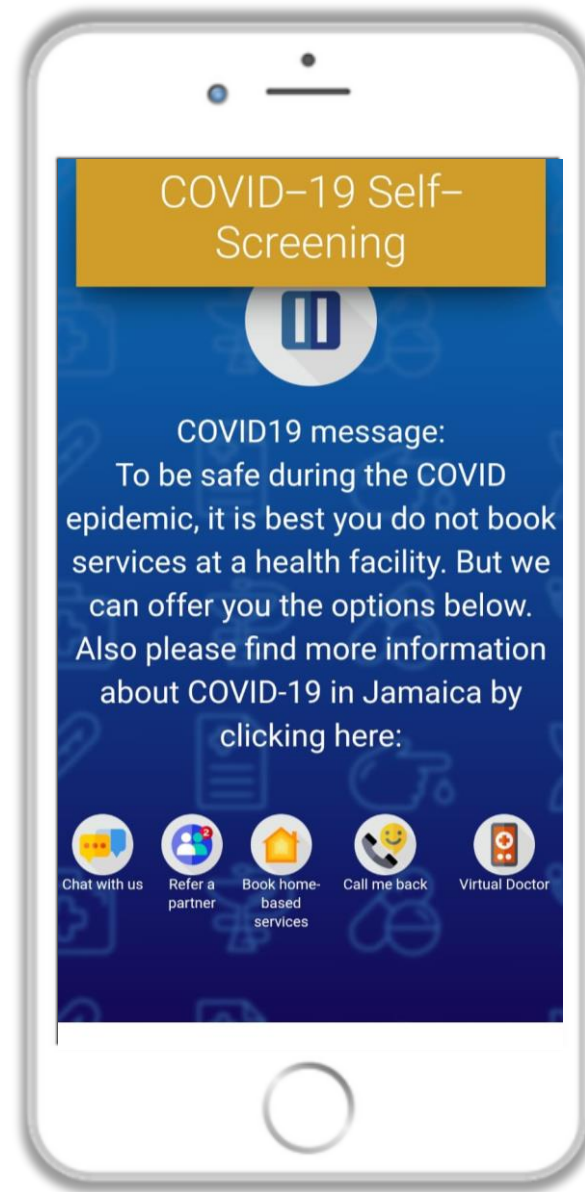 COVID–19 Self–
Screening
COVID19 message:
To be safe during the COVID
epidemic, it is best you do not book
services at a health facility. But we
can offer you the options below.
Also please find more information
about COVID-19 in Jamaica by
clicking here:
2
Chat with us
Refer a
partner
Book home-
based
services
Call me back
Virtual Doctor